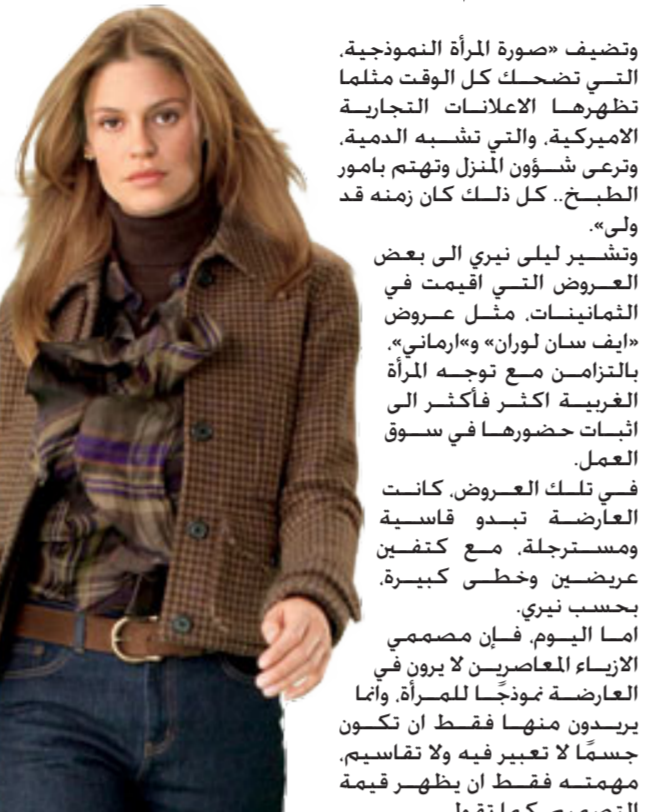 وتضيف «صورة المرأة النموذجية،
التي تضحك كل الوقت مثلما
تظهرها الاعلانات التجارية
الاميركية، والتي تشبه الدمية،
وترعى شؤون المنزل وتهتم بامور
الطبخ.. كل ذلك كان زمنه قد
ولى».
وتشير ليلى نيري الى بعض
العروض التي اقيمت في
الثمانينات، مثل عروض
«ايف سان لوران» و»ارماني»،
بالتزامن مع توجه المرأة
الغربية اكثر فأكثر الى
اثبات حضورها في سوق
العمل.
في تلك العروض، كانت
العارضة تبدو قاسية
ومسترجلة، مع كتفين
عريضين وخطى كبيرة،
بحسب نيري.
اما اليوم، فإن مصممي
الازياء المعاصرين لا يرون في
العارضة نموذجًا للمرأة، وانما
يريدون منها فقط ان تكون
جسمًا لا تعبير فيه ولا تقاسيم،
مهمته فقط ان يظهر قيمة